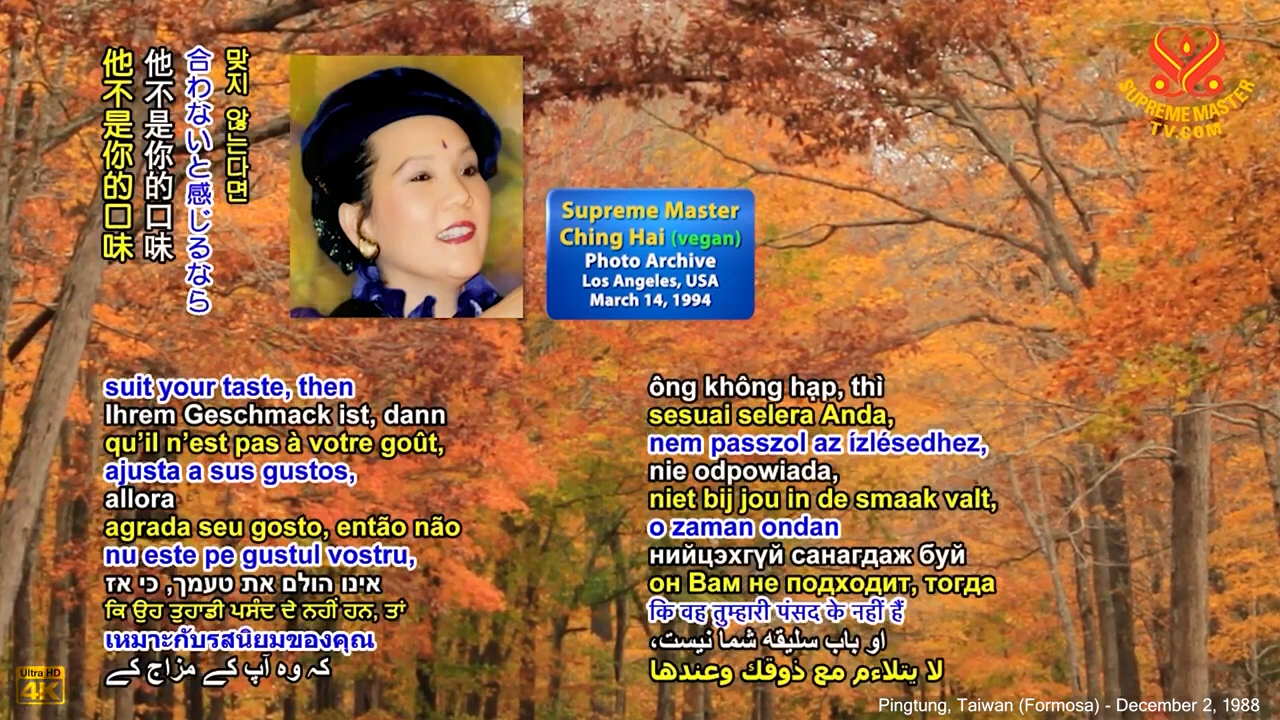 맞지 않는다면
合わないと感じるなら
他不是你的口味
他不是你的口味
SUPREME MASTER
TV.COM
Supreme Master
Ching Hai (vegan)
Photo Archive
Los Angeles, USA
March 14, 1994
suit your taste, then
Ihrem Geschmack ist, dann
qu’il n’est pas à votre goût,
ajusta a sus gustos,
allora
agrada seu gosto, então não
nu este pe gustul vostru,
אינו הולם את טעמך, כי אז
ਕਿ ਉਹ ਤੁਹਾਡੀ ਪਸੰਦ ਦੇ ਨਹੀਂ ਹਨ, ਤਾਂ
เหมาะกับรสนิยมของคุณ
کہ وہ آپ کے مزاج کے
ông không hạp, thì
sesuai selera Anda,
nem passzol az ízlésedhez,
nie odpowiada,
niet bij jou in de smaak valt,
o zaman ondan
нийцэхгүй санагдаж буй
он Вам не подходит, тогда
कि वह तुम्हारी पंसद के नहीं हैं
او باب سلیقه شما نیست،
لا يتلاءم مع ذوقك وعندها
Ultra HD
4K
Pingtung, Taiwan (Formosa) - December 2, 1988